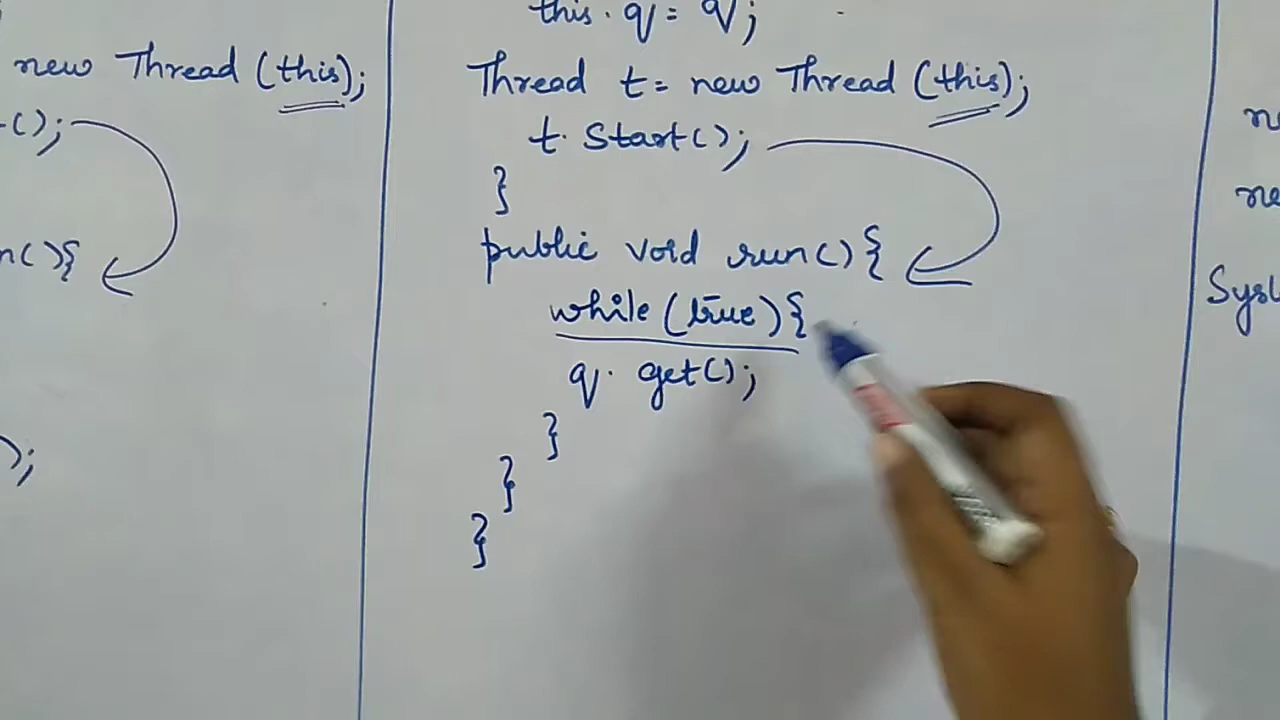 new Thread (this);
();
n(){
);
this.q = q;
Thread t = new Thread (this);
t.start();
}
public void run(){
while (true){
q.get();
}
}
}